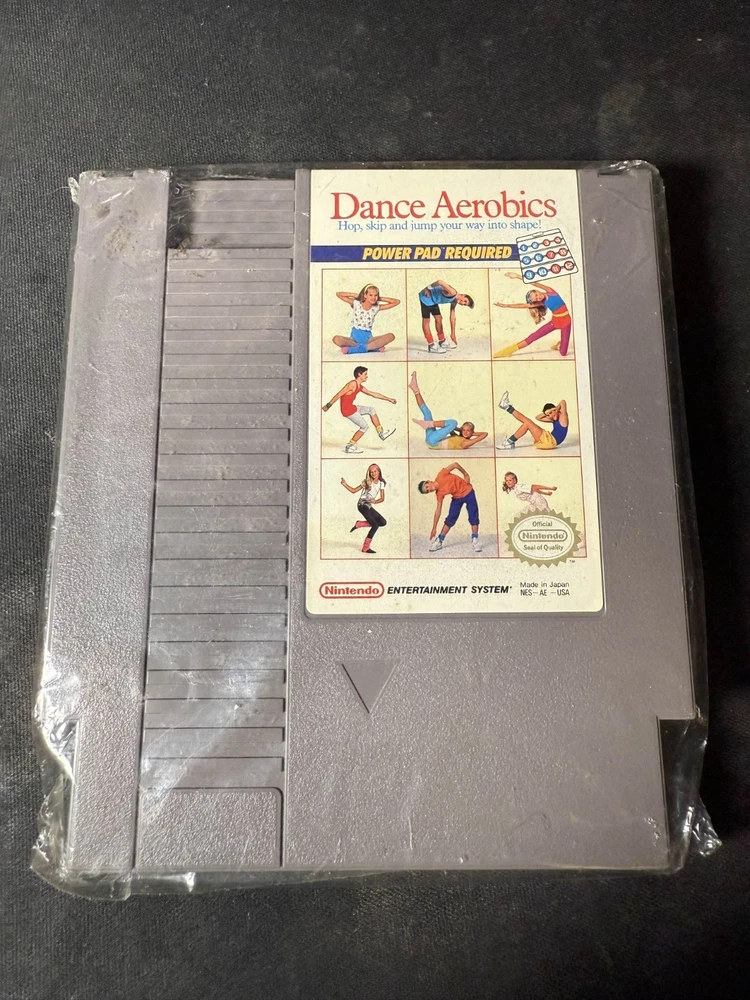 Dance Aerobics
Hop, skip and jump your way into shape!
POWER PAD REQUIRED
Official
Nintendo
Seal of Quality
TM
Nintendo ENTERTAINMENT SYSTEM
Made in Japan
NES-AE-USA